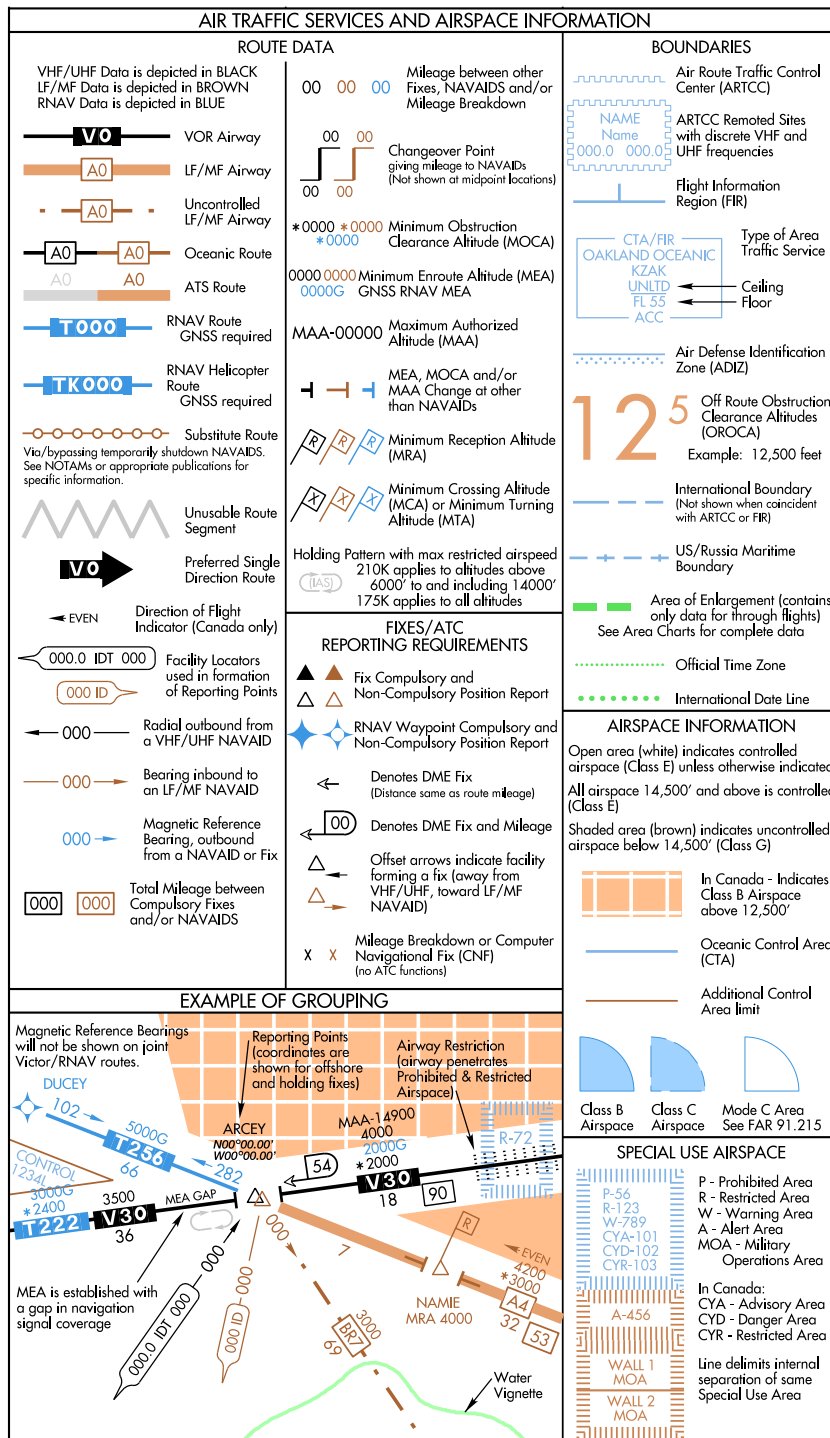 AIR TRAFFIC SERVICES AND AIRSPACE INFORMATION
ROUTE DATA
VHF/UHF Data is depicted in BLACK
LF/MF Data is depicted in BROWN
RNAV Data is depicted in BLUE
V0
VOR Airway
A0
LF/MF Airway
A0
Uncontrolled
LF/MF Airway
A0 A0
Oceanic Route
A0 A0
ATS Route
T000
RNAV Route
GNSS required
TK000
RNAV Helicopter
Route
GNSS required
Substitute Route
Via/bypassing temporarily shutdown NAVAIDS.
See NOTAMs or appropriate publications for
specific information.
Unusable Route
Segment
V0
Preferred Single
Direction Route
EVEN
Direction of Flight
Indicator (Canada only)
000.0 IDT 000
000 ID
Facility Locators
used in formation
of Reporting Points
000
Radial outbound from
a VHF/UHF NAVAID
000
Bearing inbound to
an LF/MF NAVAID
000
Magnetic Reference
Bearing, outbound
from a NAVAID or Fix
000 000
Total Mileage between
Compulsory Fixes
and/or NAVAIDS
00 00 00
Mileage between other
Fixes, NAVAIDS and/or
Mileage Breakdown
00 00
00 00
Changeover Point
giving mileage to NAVAIDs
(Not shown at midpoint locations)
*0000 *0000
*0000
Minimum Obstruction
Clearance Altitude (MOCA)
0000 0000
0000G
Minimum Enroute Altitude (MEA)
GNSS RNAV MEA
MAA-00000
Maximum Authorized
Altitude (MAA)
MEA, MOCA and/or
MAA Change at other
than NAVAIDs
R R R
Minimum Reception Altitude
(MRA)
X X X
Minimum Crossing Altitude
(MCA) or Minimum Turning
Altitude (MTA)
Holding Pattern with max restricted airspeed
(IAS)
210K applies to altitudes above
6000' to and including 14000'
175K applies to all altitudes
FIXES/ATC
REPORTING REQUIREMENTS
Fix Compulsory and
Non-Compulsory Position Report
RNAV Waypoint Compulsory and
Non-Compulsory Position Report
Denotes DME Fix
(Distance same as route mileage)
00
Denotes DME Fix and Mileage
Offset arrows indicate facility
forming a fix (away from
VHF/UHF, toward LF/MF
NAVAID)
x x
Mileage Breakdown or Computer
Navigational Fix (CNF)
(no ATC functions)
BOUNDARIES
Air Route Traffic Control
Center (ARTCC)
NAME
Name
000.0 000.0
ARTCC Remoted Sites
with discrete VHF and
UHF frequencies
Flight Information
Region (FIR)
CTA/FIR
OAKLAND OCEANIC
KZAK
UNLTD
FL 55
ACC
Type of Area
Traffic Service
Ceiling
Floor
Air Defense Identification
Zone (ADIZ)
12 5
Off Route Obstruction
Clearance Altitudes
(OROCA)
Example: 12,500 feet
International Boundary
(Not shown when coincident
with ARTCC or FIR)
US/Russia Maritime
Boundary
Area of Enlargement (contains
only data for through flights)
See Area Charts for complete data
Official Time Zone
International Date Line
AIRSPACE INFORMATION
Open area (white) indicates controlled
airspace (Class E) unless otherwise indicated
All airspace 14,500' and above is controlled
(Class E)
Shaded area (brown) indicates uncontrolled
airspace below 14,500' (Class G)
In Canada - Indicates
Class B Airspace
above 12,500'
Oceanic Control Area
(CTA)
Additional Control
Area limit
Class B
Airspace
Class C
Airspace
Mode C Area
See FAR 91.215
SPECIAL USE AIRSPACE
P-56
R-123
W-789
CYA-101
CYD-102
CYR-103
A-456
WALL 1
MOA
WALL 2
MOA
P - Prohibited Area
R - Restricted Area
W - Warning Area
A - Alert Area
MOA - Military
Operations Area
In Canada:
CYA - Advisory Area
CYD - Danger Area
CYR - Restricted Area
Line delimits internal
separation of same
Special Use Area
EXAMPLE OF GROUPING
Magnetic Reference Bearings
will not be shown on joint
Victor/RNAV routes.
Reporting Points
(coordinates are
shown for offshore
and holding fixes)
Airway Restriction
(airway penetrates
Prohibited & Restricted
Airspace)
DUCEY
102
5000G
T256
66
282
ARCEY
N00°00.00'
W00°00.00'
MAA-14900
4000
2000G
*2000
V30
18
90
54
R-72
CONTROL
1234L
3000G
*2400
T222
3500
V30
36
MEA GAP
MEA is established with
a gap in navigation
signal coverage
000
000.0 IDT 000
000 ID
000
BR7
3000
69
7
R
NAMIE
MRA 4000
EVEN
4200
*3000
A4
32
53
Water
Vignette